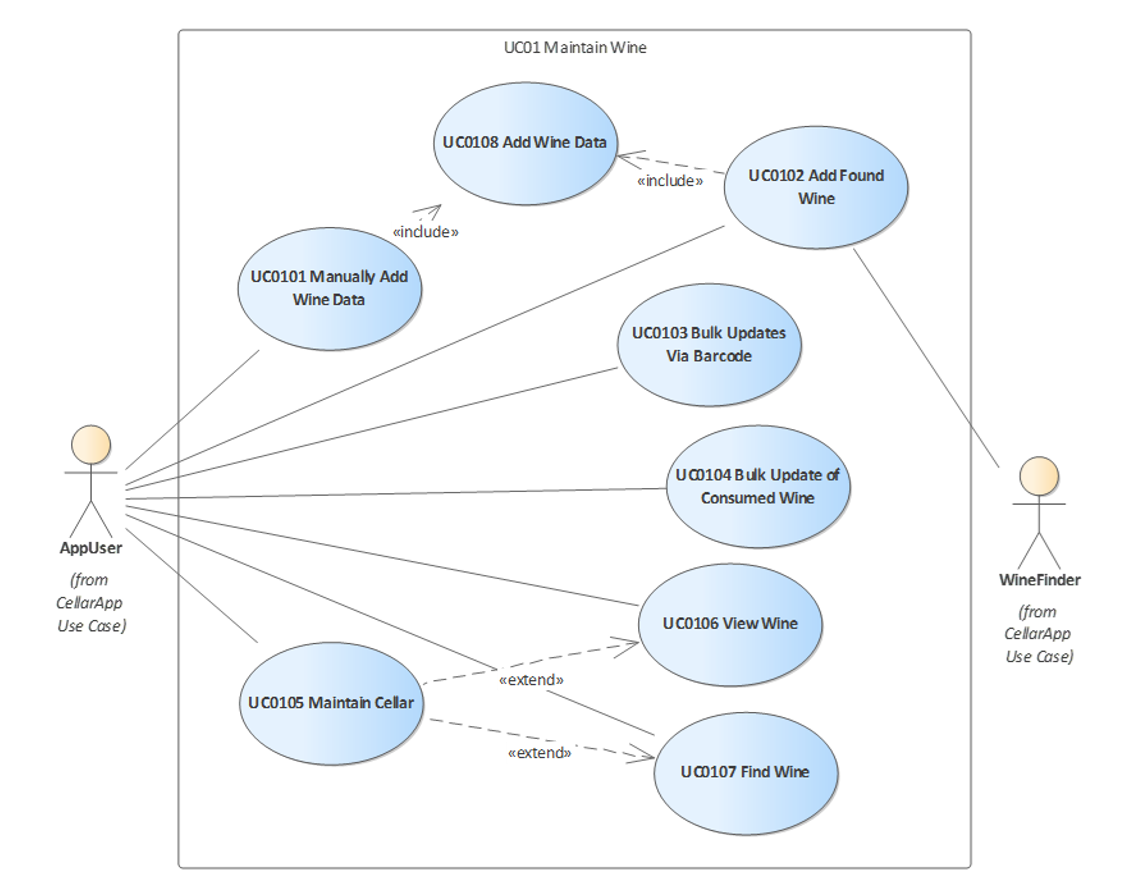 UC01 Maintain Wine
UC0108 Add Wine Data
UC0102 Add Found
Wine
«include»
«include»
UC0101 Manually Add
Wine Data
UC0103 Bulk Updates
Via Barcode
UC0104 Bulk Update of
Consumed Wine
AppUser
(from
CellarApp
Use Case)
WineFinder
(from
CellarApp
Use Case)
UC0106 View Wine
«extend»
UC0105 Maintain Cellar
«extend»
UC0107 Find Wine